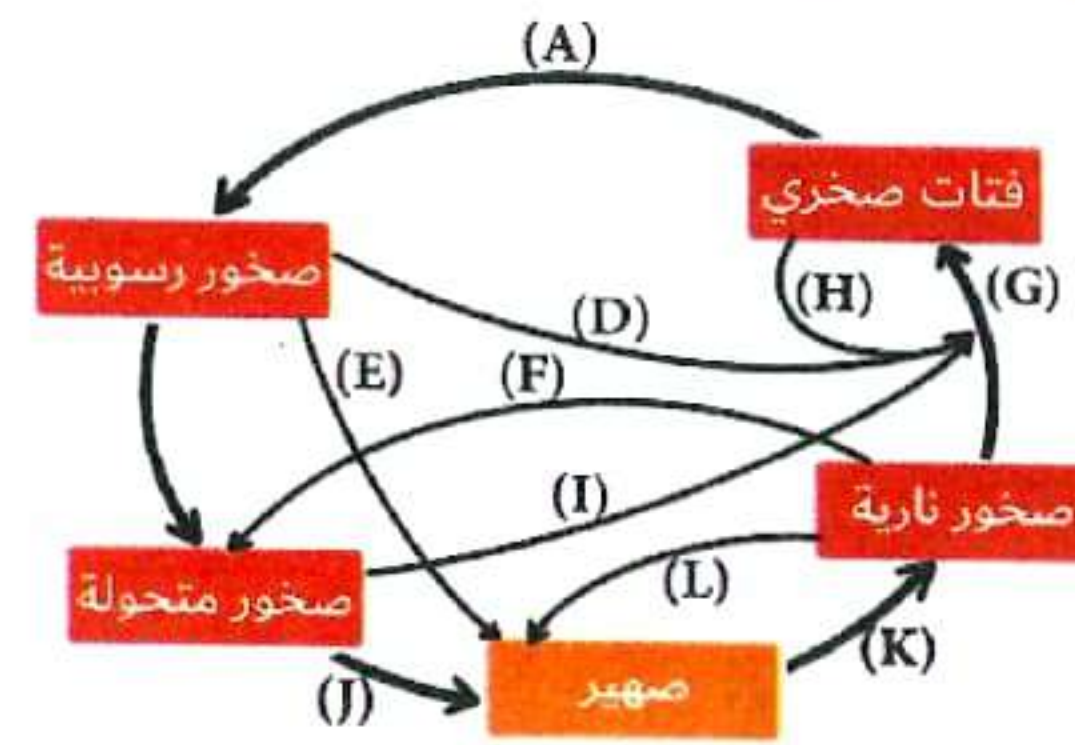 (A)
فتات صخري
صخور رسوبية
(H)
(G)
(D)
(E)
(F)
(I)
صخور نارية
صخور متحولة
(L)
(K)
صهير
(J)